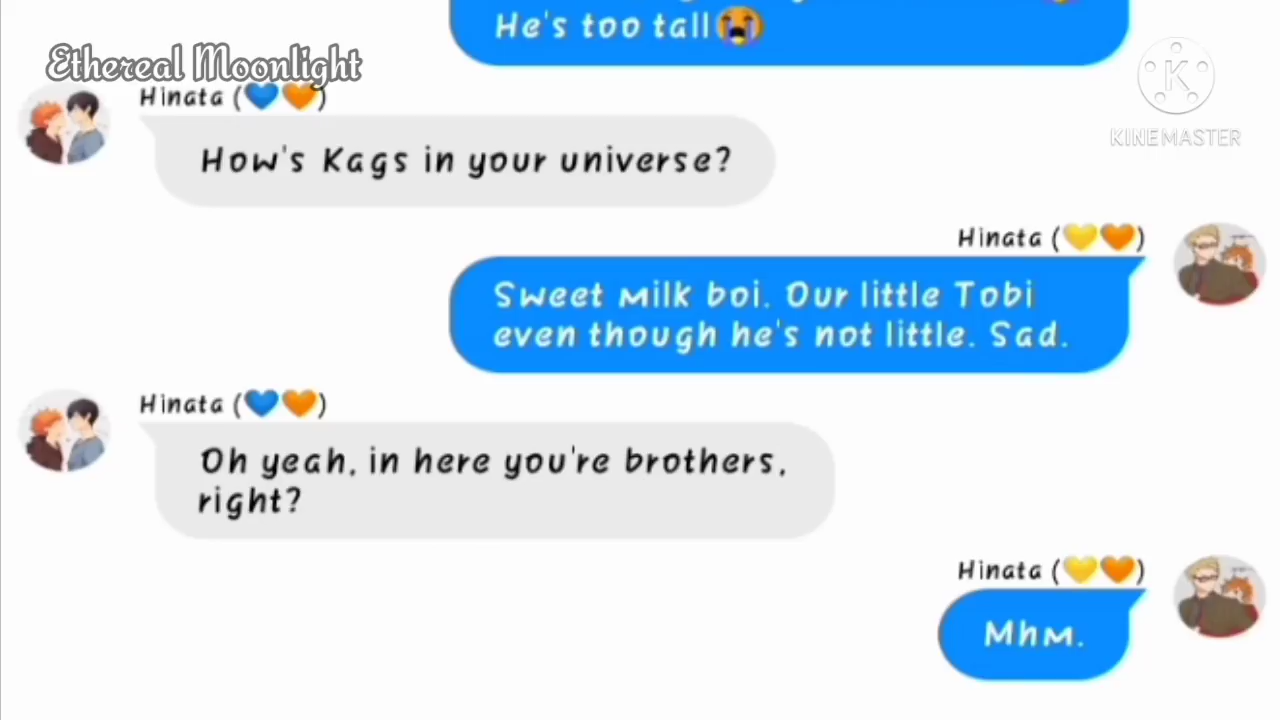 He's too tall😭
Ethereal Moonlight
K
KINEMASTER
Hinata (💙🧡)
How's Kags in your universe?
Hinata (💛🧡)
Sweet milk boi. Our little Tobi
even though he's not little. Sad.
Hinata (💙🧡)
Oh yeah, in here you're brothers,
right?
Hinata (💛🧡)
Mhm.